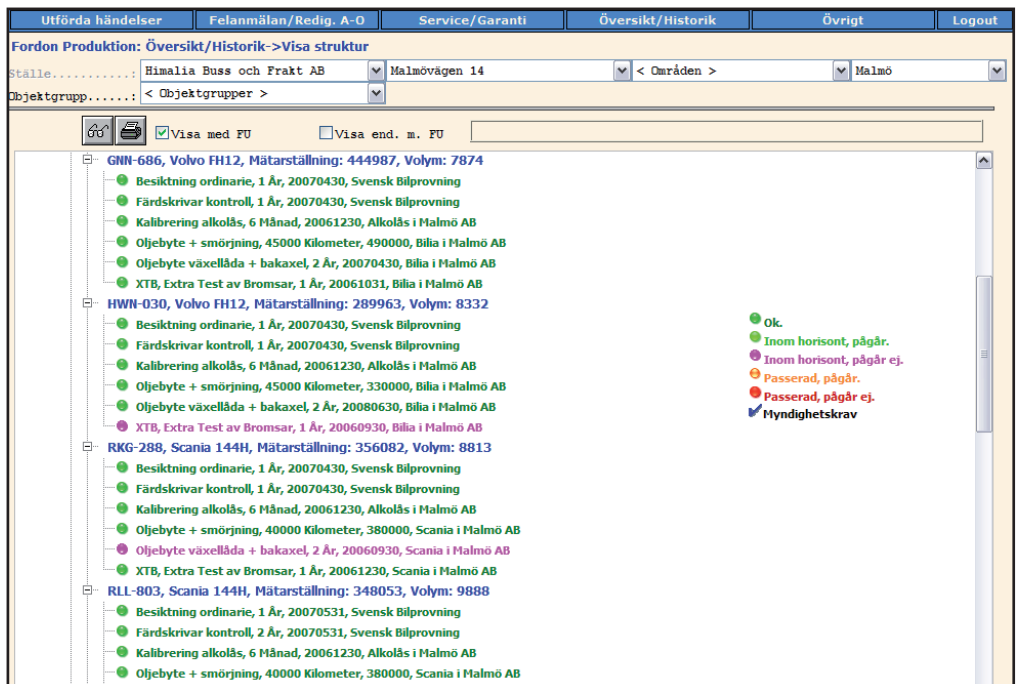 Utförda händelser Felanmälan/Redig. A-O Service/Garanti Översikt/Historik Övrigt Logout
Fordon Produktion: Översikt/Historik->Visa struktur
Ställe...........: Himalia Buss och Frakt AB Malmövägen 14 < Områden > Malmö
Objektgrupp......: < Objektgrupper >
Visa med FU Visa end. m. FU
GNN-686, Volvo FH12, Mätarställning: 444987, Volym: 7874
Besiktning ordinarie, 1 År, 20070430, Svensk Bilprovning
Färdskrivar kontroll, 1 År, 20070430, Svensk Bilprovning
Kalibrering alkolås, 6 Månad, 20061230, Alkolås i Malmö AB
Oljebyte + smörjning, 45000 Kilometer, 490000, Bilia i Malmö AB
Oljebyte växellåda + bakaxel, 2 År, 20070430, Bilia i Malmö AB
XTB, Extra Test av Bromsar, 1 År, 20061031, Bilia i Malmö AB
HWN-030, Volvo FH12, Mätarställning: 289963, Volym: 8332
Besiktning ordinarie, 1 År, 20070430, Svensk Bilprovning
Färdskrivar kontroll, 1 År, 20070430, Svensk Bilprovning
Kalibrering alkolås, 6 Månad, 20061230, Alkolås i Malmö AB
Oljebyte + smörjning, 45000 Kilometer, 330000, Bilia i Malmö AB
Oljebyte växellåda + bakaxel, 2 År, 20080630, Bilia i Malmö AB
XTB, Extra Test av Bromsar, 1 År, 20060930, Bilia i Malmö AB
Ok.
Inom horisont, pågår.
Inom horisont, pågår ej.
Passerad, pågår.
Passerad, pågår ej.
Myndighetskrav
RKG-288, Scania 144H, Mätarställning: 356082, Volym: 8813
Besiktning ordinarie, 1 År, 20070430, Svensk Bilprovning
Färdskrivar kontroll, 1 År, 20070430, Svensk Bilprovning
Kalibrering alkolås, 6 Månad, 20061230, Alkolås i Malmö AB
Oljebyte + smörjning, 40000 Kilometer, 380000, Scania i Malmö AB
Oljebyte växellåda + bakaxel, 2 År, 20060930, Scania i Malmö AB
XTB, Extra Test av Bromsar, 1 År, 20061230, Scania i Malmö AB
RLL-803, Scania 144H, Mätarställning: 348053, Volym: 9888
Besiktning ordinarie, 1 År, 20070531, Svensk Bilprovning
Färdskrivar kontroll, 2 År, 20070531, Svensk Bilprovning
Kalibrering alkolås, 6 Månad, 20061230, Alkolås i Malmö AB
Oljebyte + smörjning, 40000 Kilometer, 380000, Scania i Malmö AB